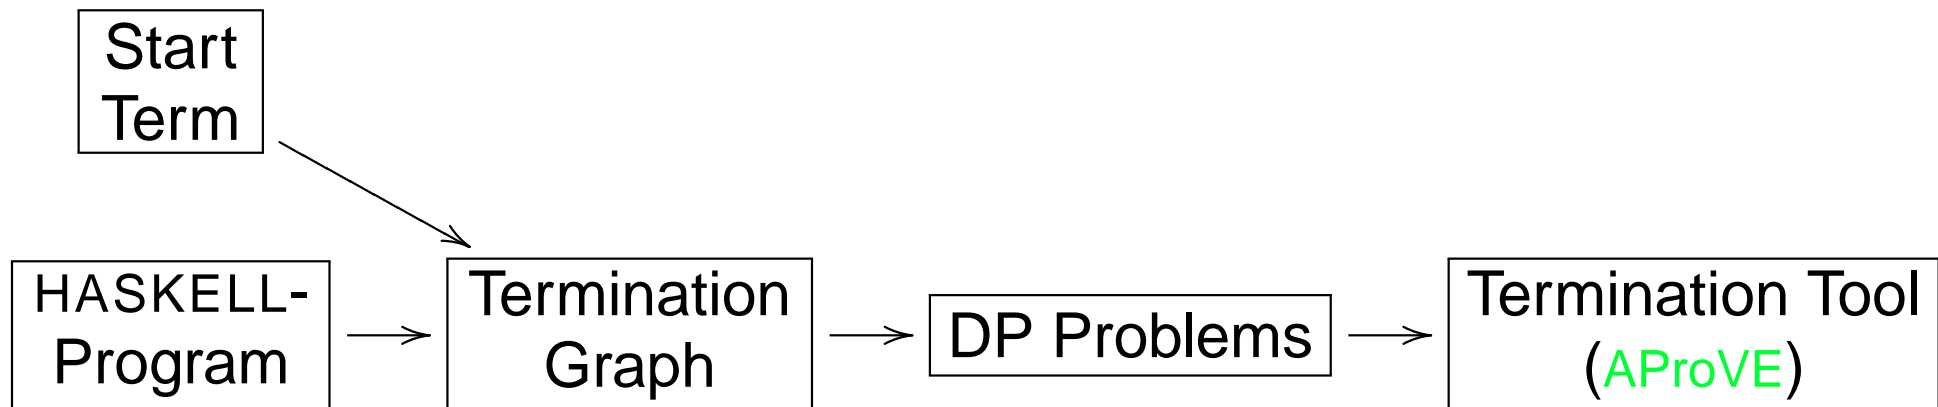 Start
Term
HASKELL-
Program
Termination
Graph
DP Problems
Termination Tool
(AProVE)